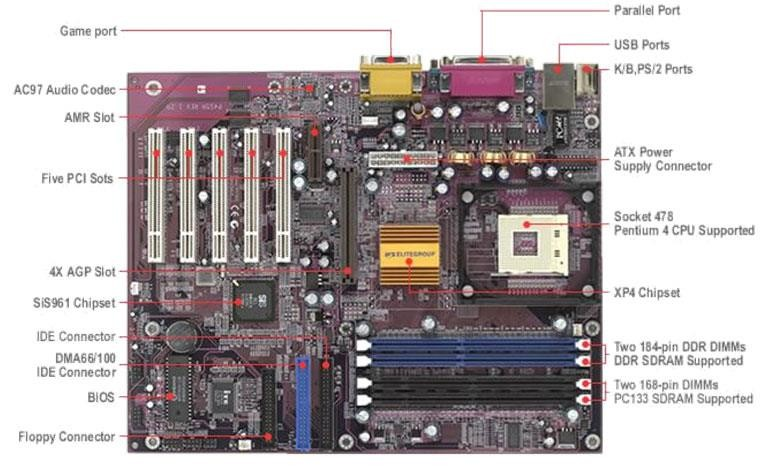 Parallel Port
Game port
USB Ports
K/B,PS/2 Ports
AC97 Audio Codec
AMR Slot
ATX Power
Supply Connector
Five PCI Sots
Socket 478
Pentium 4 CPU Supported
ELITEGROUP
4X AGP Slot
XP4 Chipset
SiS961 Chipset
IDE Connector
DMA66/100
IDE Connector
Two 184-pin DDR DIMMs
DDR SDRAM Supported
BIOS
Two 168-pin DIMMs
PC133 SDRAM Supported
Floppy Connector